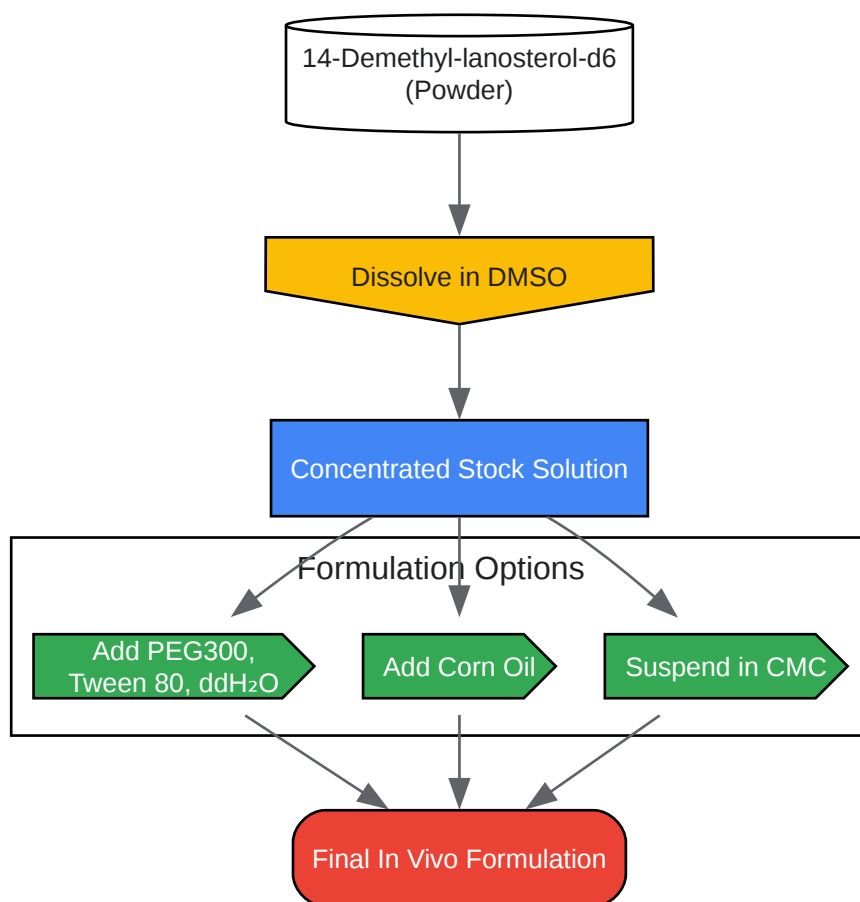 14-Demethyl-lanosterol-d6
(Powder)
Dissolve in DMSO
Concentrated Stock Solution
Formulation Options
Add PEG300,
Tween 80, ddH₂O
Add Corn Oil
Suspend in CMC
Final In Vivo Formulation